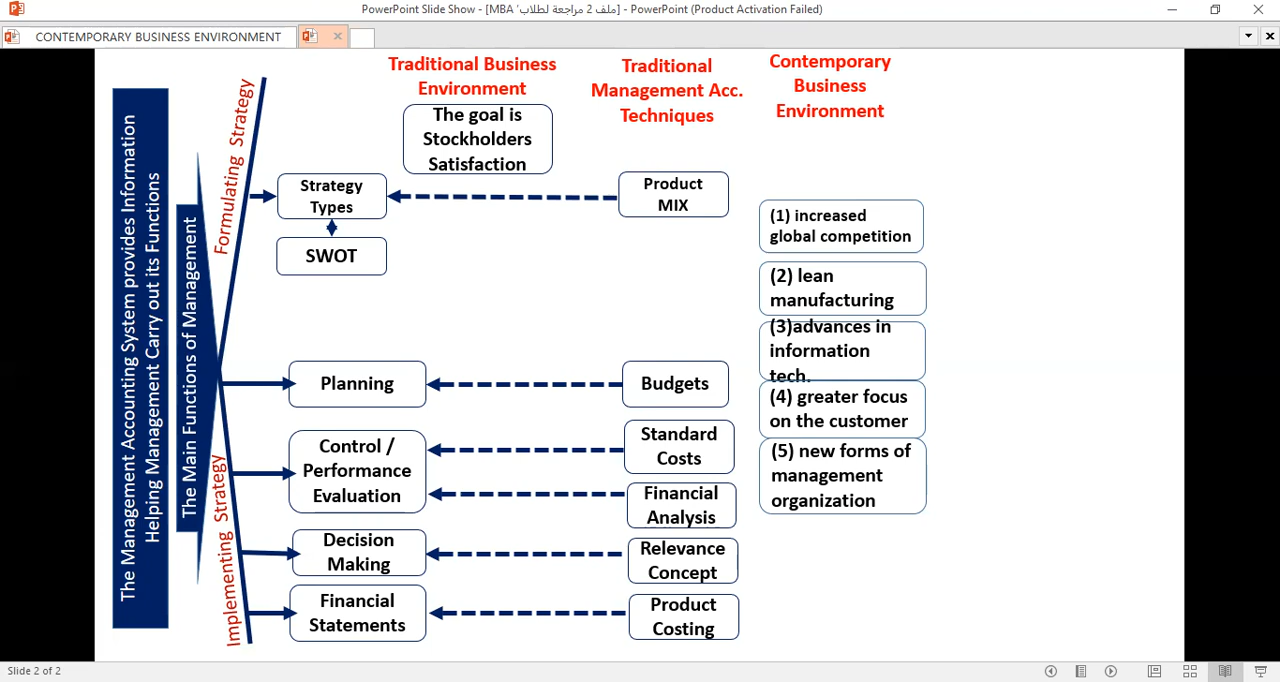 PowerPoint Slide Show - [MBA 'ملف 2 مراجعة لطلاب] - PowerPoint (Product Activation Failed)
CONTEMPORARY BUSINESS ENVIRONMENT
The Management Accounting System provides Information
Helping Management Carry out its Functions
The Main Functions of Management
Formulating Strategy
Implementing Strategy
Traditional Business
Environment
The goal is
Stockholders
Satisfaction
Strategy
Types
SWOT
Planning
Control /
Performance
Evaluation
Decision
Making
Financial
Statements
Traditional
Management Acc.
Techniques
Product
MIX
Budgets
Standard
Costs
Financial
Analysis
Relevance
Concept
Product
Costing
Contemporary
Business
Environment
(1) increased
global competition
(2) lean
manufacturing
(3)advances in
information
tech.
(4) greater focus
on the customer
(5) new forms of
management
organization
Slide 2 of 2